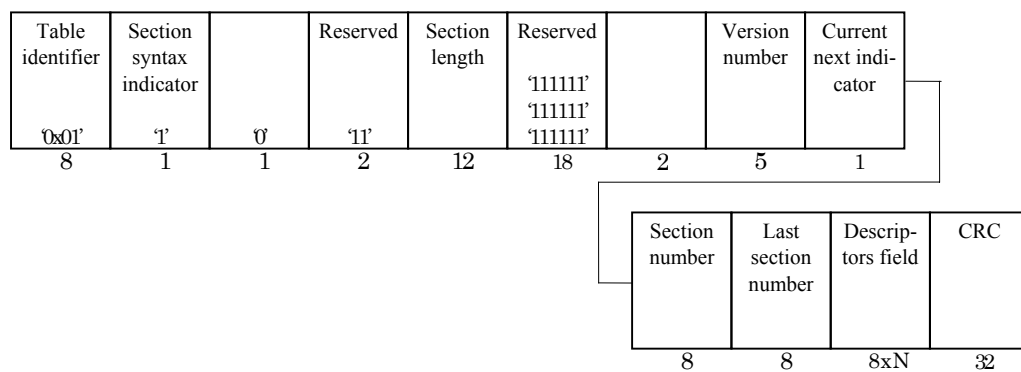 Table
identifier
‘0x01’
Section
syntax
indicator
‘1’
‘0’
Reserved
‘11’
Section
length
Reserved
‘111111’
‘111111’
‘111111’
Version
number
Current
next indi-
cator
8
1
1
2
12
18
2
5
1
Section
number
Last
section
number
Descrip-
tors field
CRC
8
8
8xN
32